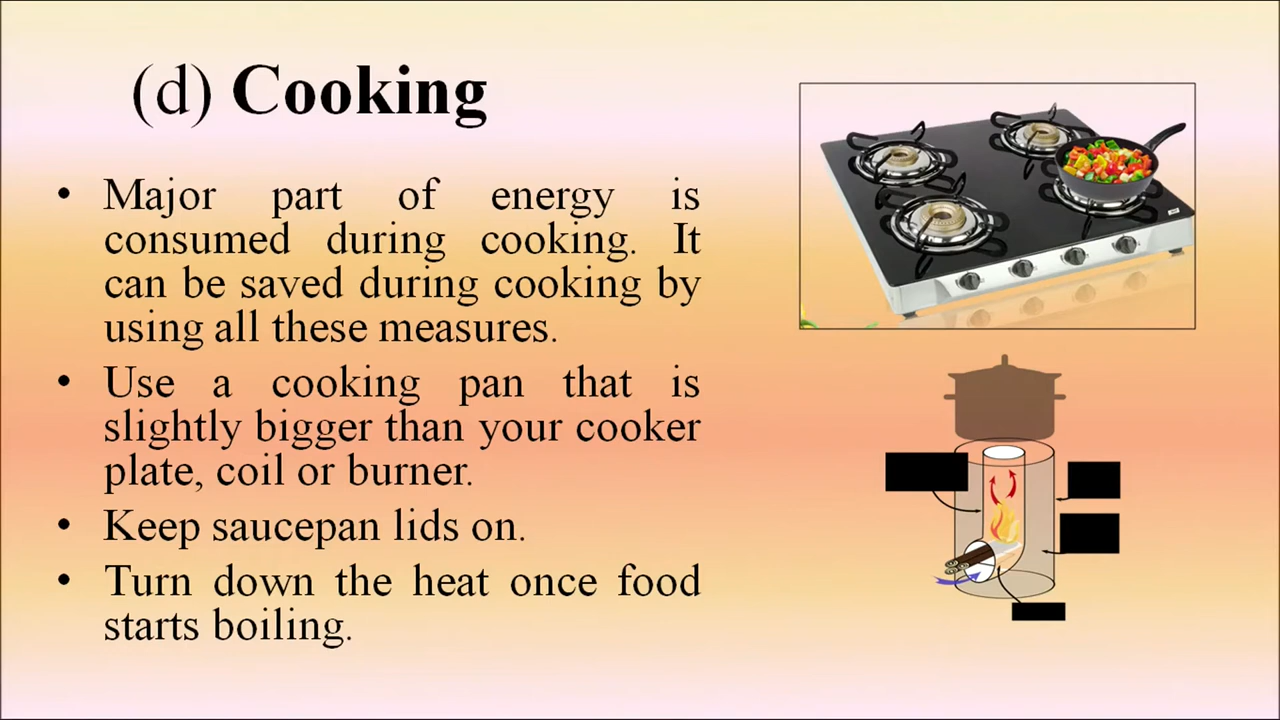 (d) Cooking
• Major part of energy is
consumed during cooking. It
can be saved during cooking by
using all these measures.
• Use a cooking pan that is
slightly bigger than your cooker
plate, coil or burner.
• Keep saucepan lids on.
• Turn down the heat once food
starts boiling.